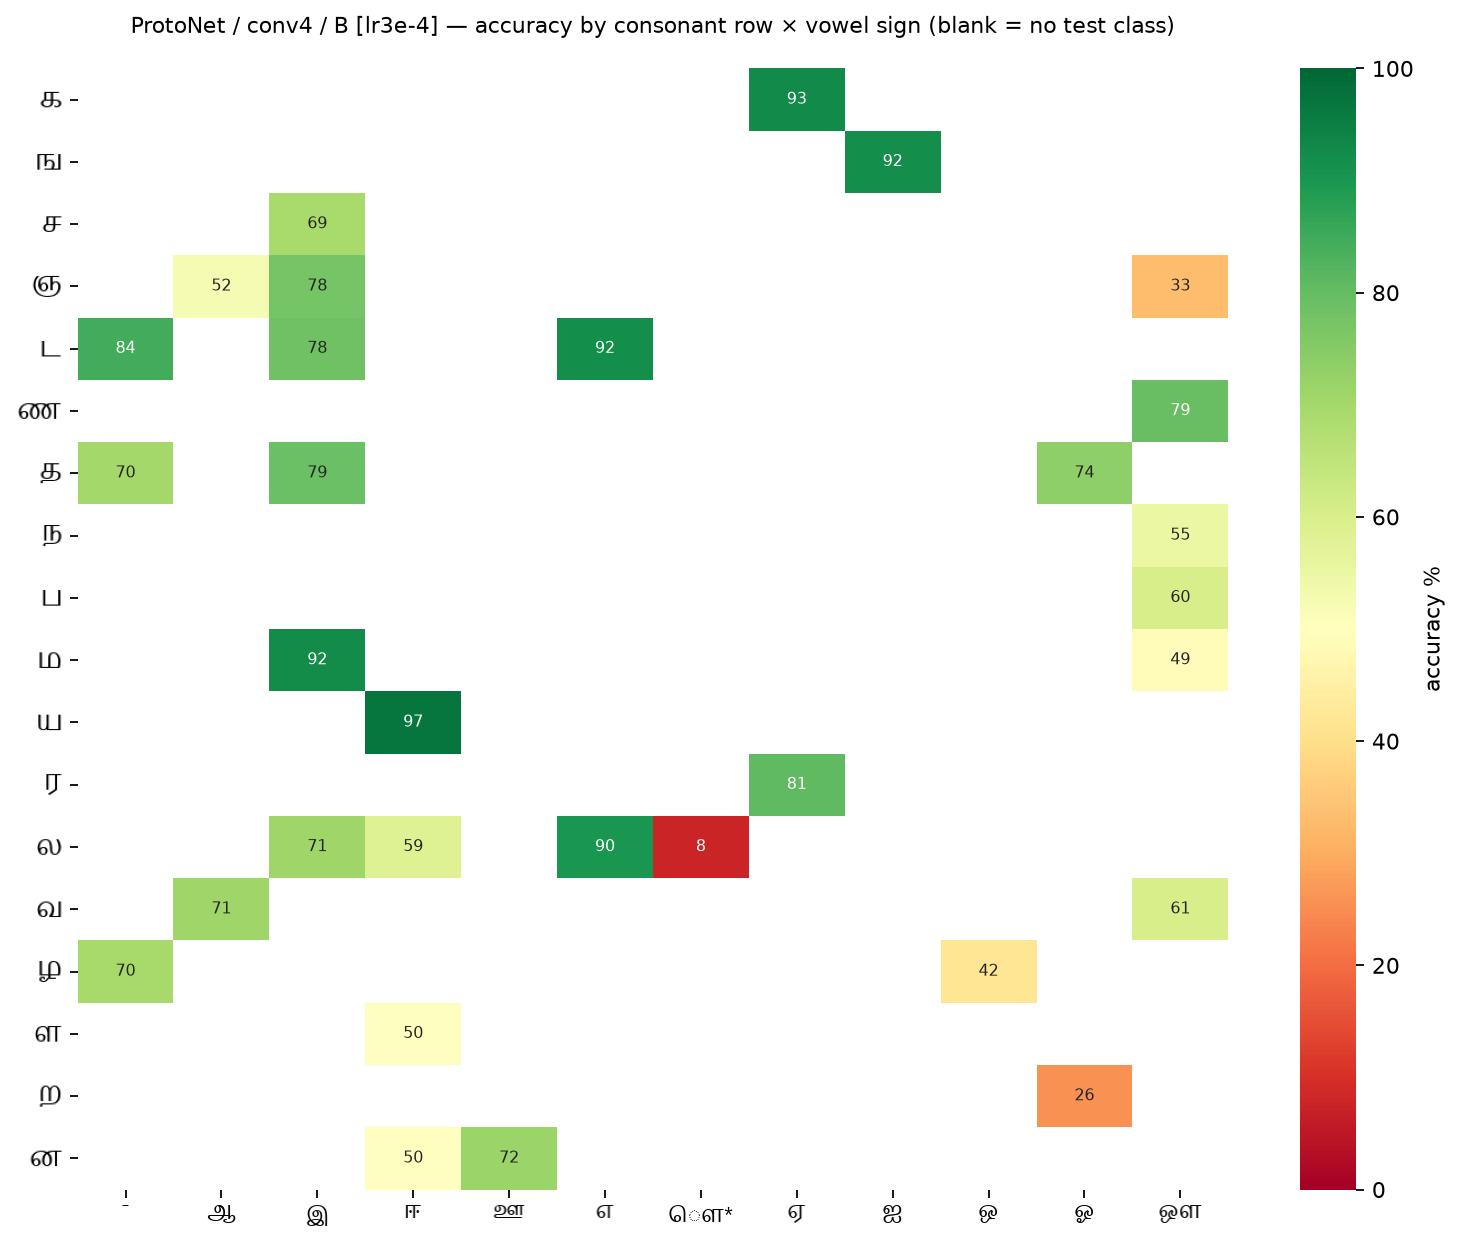 ProtoNet / conv4 / B [lr3e-4] — accuracy by consonant row × vowel sign (blank = no test class)
க 93
ங 92
ச 69
ஞ 52 78 33
ட 84 78 92
ண 79
த 70 79 74
ந 55
ப 60
ம 92 49
ய 97
ர 81
ல 71 59 90 8
வ 71 61
ழ 70 42
ள 50
ற 26
ன 50 72
- ஆ இ ஈ ஊ எ ௌ* ஏ ஐ ஒ ஓ ஔ
100
80
60
40
20
0
accuracy %